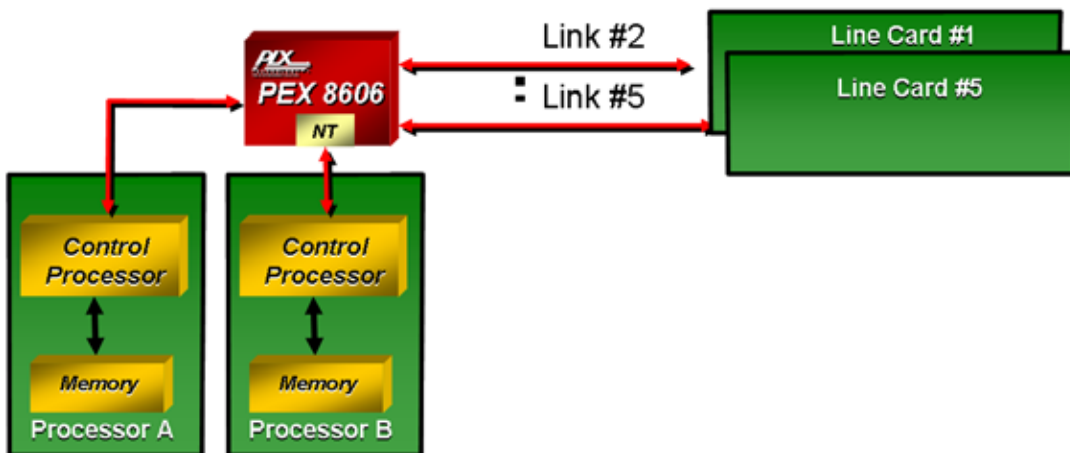 Link #2
Line Card #1
PLX
PEX 8606
:
Link #5
Line Card #5
NT
Control
Processor
Control
Processor
Memory
Memory
Processor A
Processor B